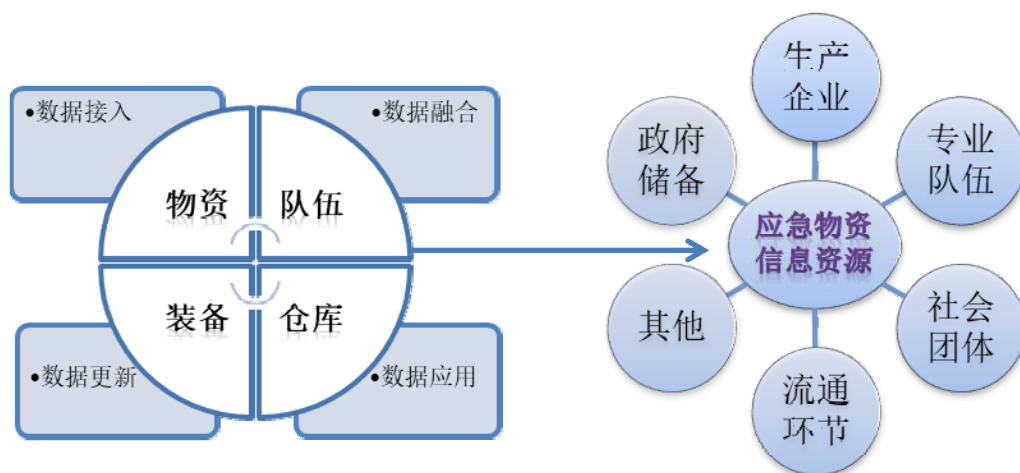 •数据接入
•数据融合
物资
队伍
装备
仓库
•数据更新
•数据应用
生产
企业
政府
储备
专业
队伍
应急物资
信息资源
其他
社会
团体
流通
环节